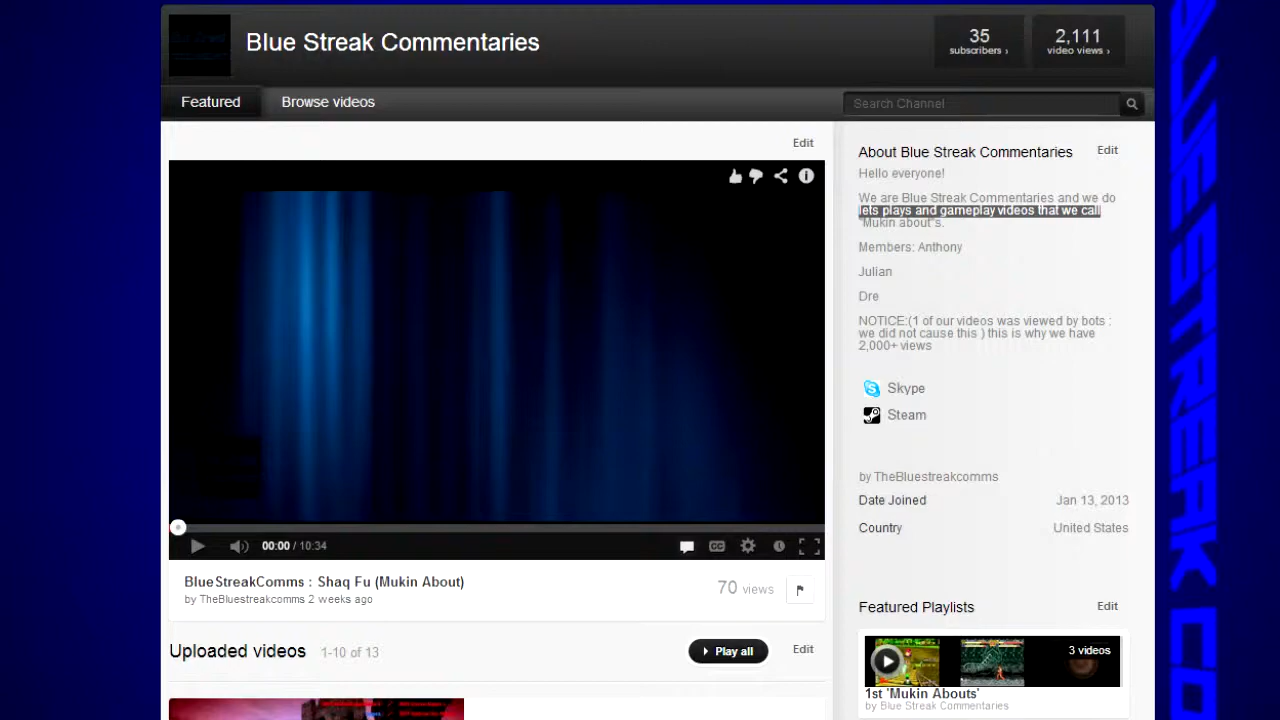 Blue Streak Commentaries
35
subscribers ›
2,111
video views ›
Featured
Browse videos
Search Channel
Edit
BlueStreakComms : Shaq Fu (Mukin About)
by TheBluestreakcomms 2 weeks ago
70 views
00:00 / 10:34
CC
Uploaded videos
1-10 of 13
Play all
Edit
About Blue Streak Commentaries
Edit
Hello everyone!
We are Blue Streak Commentaries and we do
lets plays and gameplay videos that we call
"Mukin about"s.
Members: Anthony
Julian
Dre
NOTICE:(1 of our videos was viewed by bots :
we did not cause this ) this is why we have
2,000+ views
Skype
Steam
by TheBluestreakcomms
Date Joined
Jan 13, 2013
Country
United States
Featured Playlists
Edit
3 videos
1st 'Mukin Abouts'
by Blue Streak Commentaries
BLUESTREAK CO